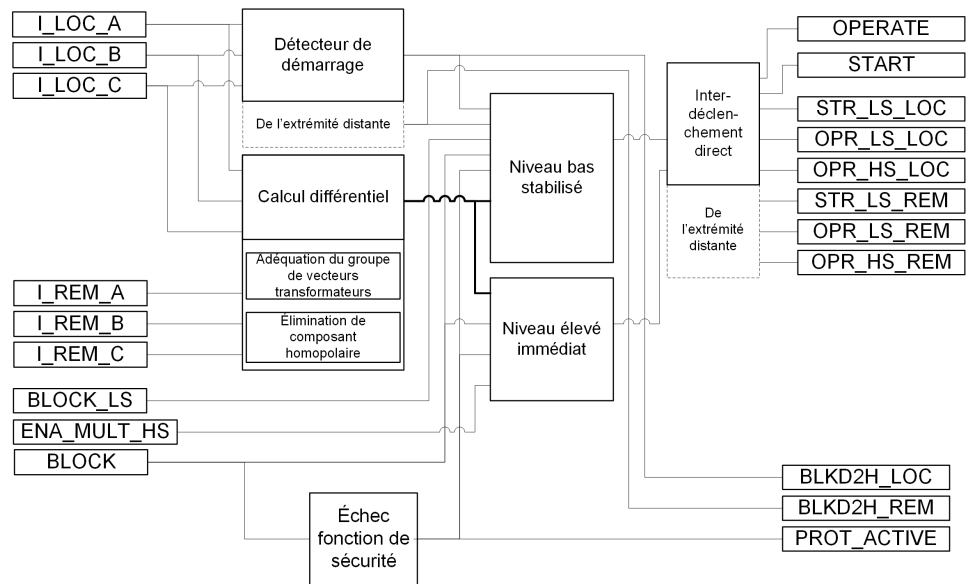 I_LOC_A
I_LOC_B
I_LOC_C
Détecteur de
démarrage
De l'extrémité distante
Calcul différentiel
Adéquation du groupe
de vecteurs
transformateurs
Élimination de
composant
homopolaire
I_REM_A
I_REM_B
I_REM_C
BLOCK_LS
ENA_MULT_HS
BLOCK
Échec
fonction de
sécurité
Niveau bas
stabilisé
Niveau élevé
immédiat
Inter-
déclen-
chement
direct
De
l'extrémité
distante
OPERATE
START
STR_LS_LOC
OPR_LS_LOC
OPR_HS_LOC
STR_LS_REM
OPR_LS_REM
OPR_HS_REM
BLKD2H_LOC
BLKD2H_REM
PROT_ACTIVE